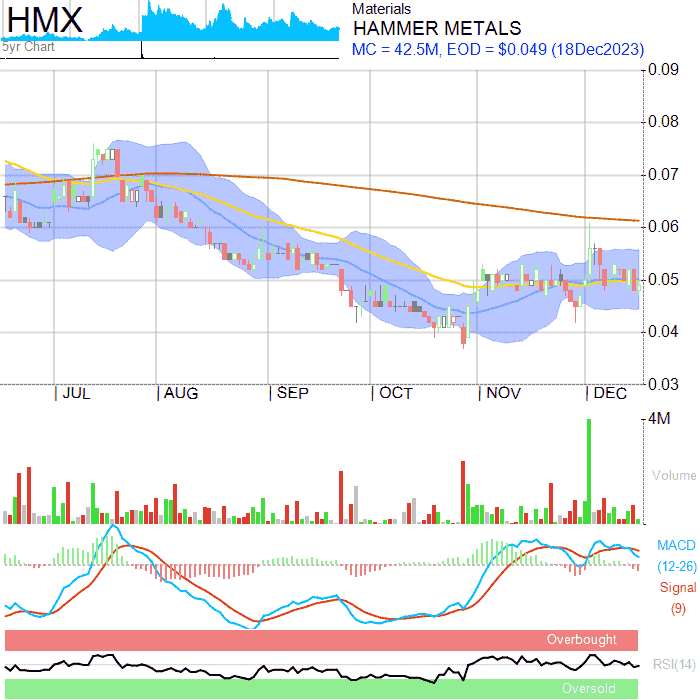 HMX
5yr Chart
Materials
HAMMER METALS
MC = 42.5M, EOD = $0.049 (18Dec2023)
0.09
0.08
0.07
0.06
0.05
0.04
0.03
JUL
AUG
SEP
OCT
NOV
DEC
4M
Volume
MACD
(12-26)
Signal
(9)
Overbought
RSI(14)
Oversold